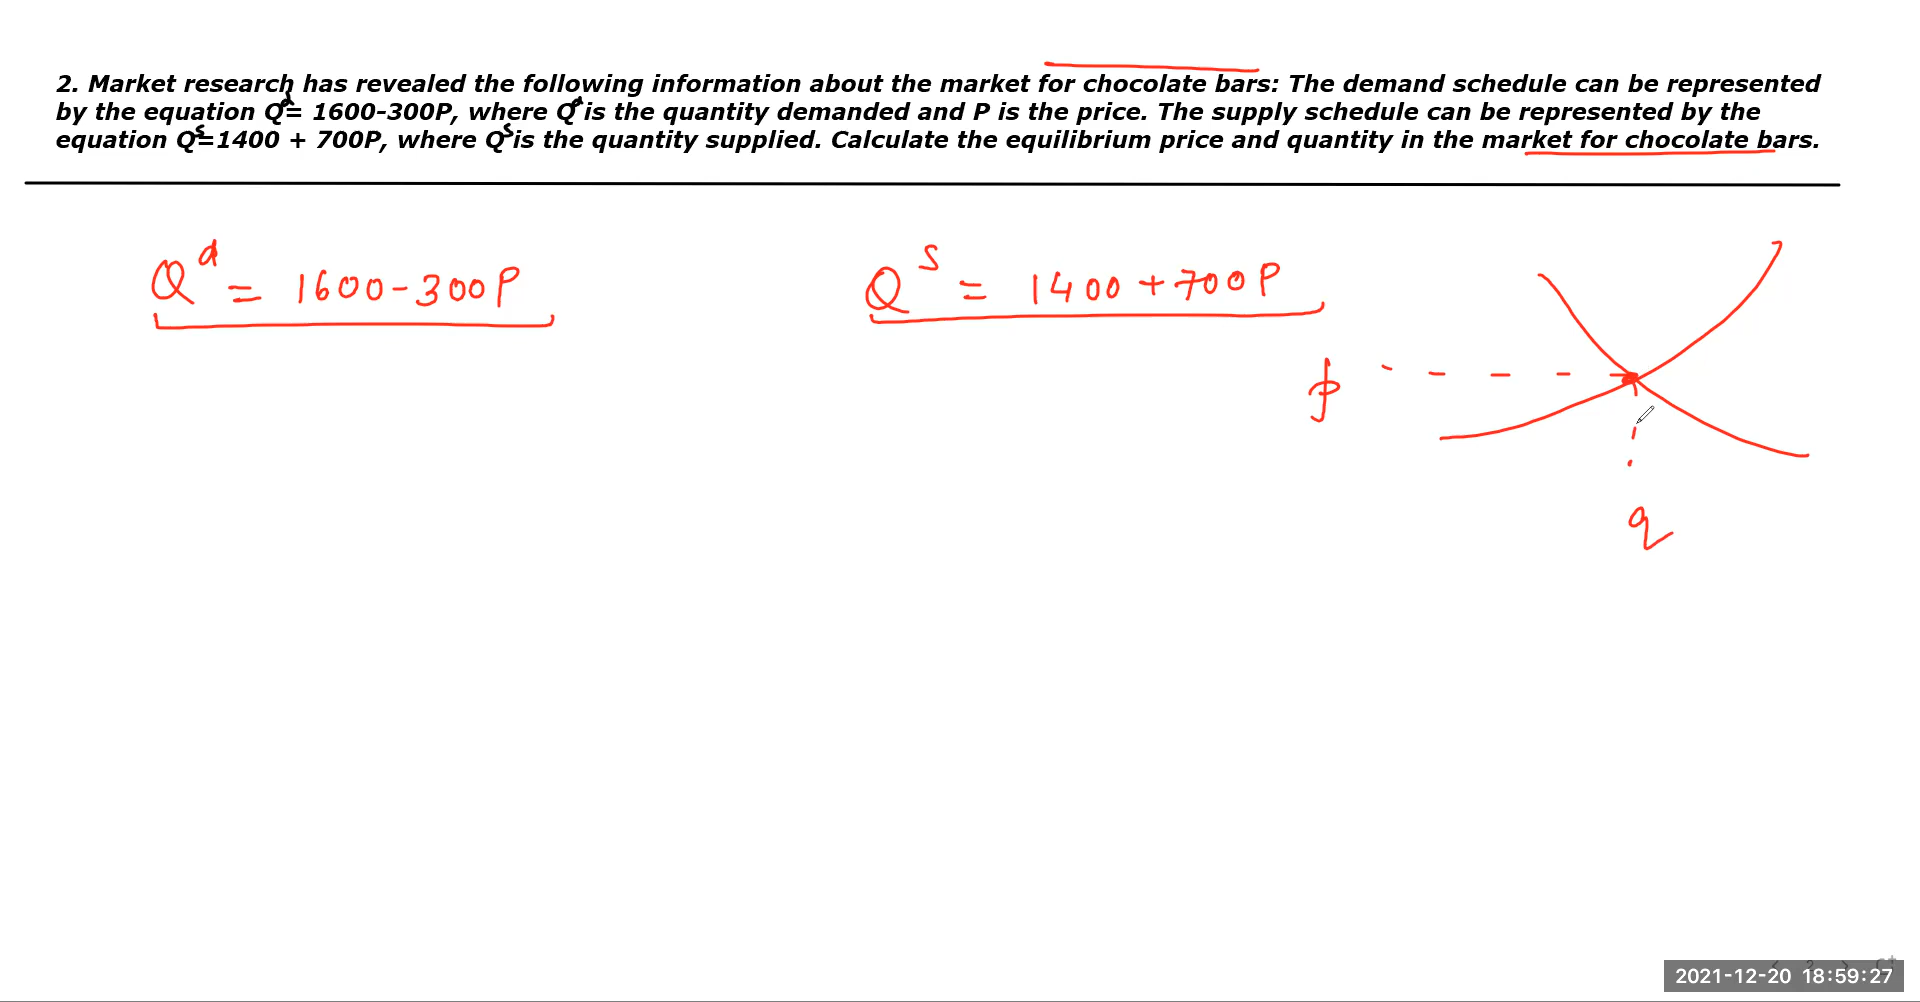 2. Market research has revealed the following information about the market for chocolate bars: The demand schedule can be represented
by the equation Qᵈ= 1600-300P, where Qᵈ is the quantity demanded and P is the price. The supply schedule can be represented by the
equation Qˢ=1400 + 700P, where Qˢ is the quantity supplied. Calculate the equilibrium price and quantity in the market for chocolate bars.
Qᵈ = 1600-300P
Qˢ = 1400 +700P
p
q
2021-12-20 18:59:27